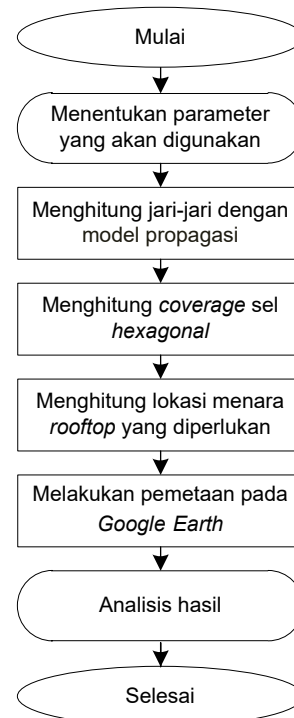 Mulai
Menentukan parameter
yang akan digunakan
Menghitung jari-jari dengan
model propagasi
Menghitung coverage sel
hexagonal
Menghitung lokasi menara
rooftop yang diperlukan
Melakukan pemetaan pada
Google Earth
Analisis hasil
Selesai